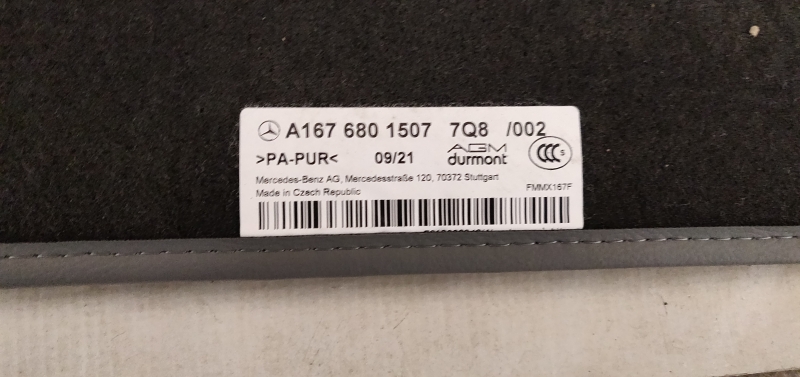 A167 680 1507 7Q8 /002
>PA-PUR< 09/21 AGM durmont CCC S
Mercedes-Benz AG, Mercedesstraße 120, 70372 Stuttgart
Made in Czech Republic FMMX167F